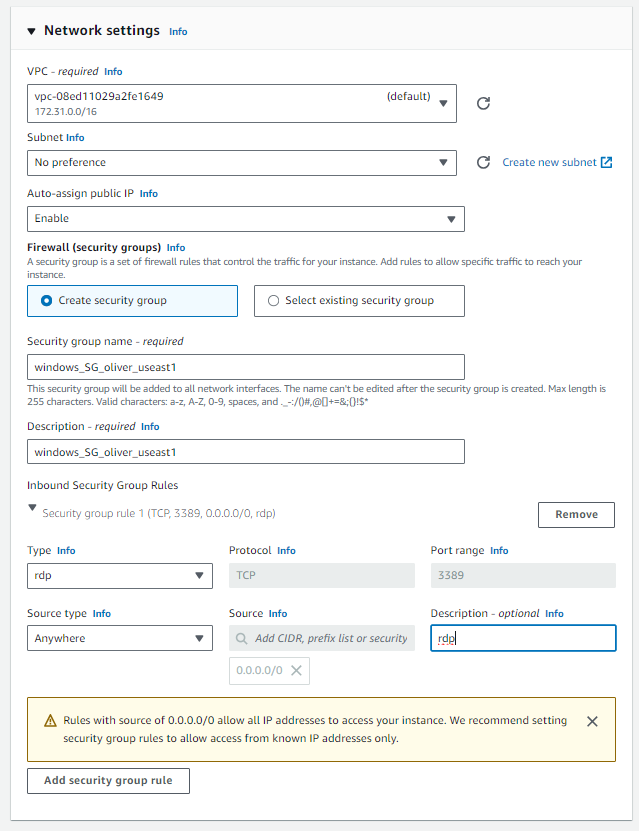 Network settings Info
VPC - required Info
vpc-08ed11029a2fe1649 (default)
172.31.0.0/16
Subnet Info
No preference Create new subnet
Auto-assign public IP Info
Enable
Firewall (security groups) Info
A security group is a set of firewall rules that control the traffic for your instance. Add rules to allow specific traffic to reach your
instance.
Create security group Select existing security group
Security group name - required
windows_SG_oliver_useast1
This security group will be added to all network interfaces. The name can't be edited after the security group is created. Max length is
255 characters. Valid characters: a-z, A-Z, 0-9, spaces, and ._-:/()#,@[]+=&;{}!$*
Description - required Info
windows_SG_oliver_useast1
Inbound Security Group Rules
Security group rule 1 (TCP, 3389, 0.0.0.0/0, rdp) Remove
Type Info Protocol Info Port range Info
rdp TCP 3389
Source type Info Source Info Description - optional Info
Anywhere Add CIDR, prefix list or security rdp
0.0.0.0/0
Rules with source of 0.0.0.0/0 allow all IP addresses to access your instance. We recommend setting
security group rules to allow access from known IP addresses only.
Add security group rule